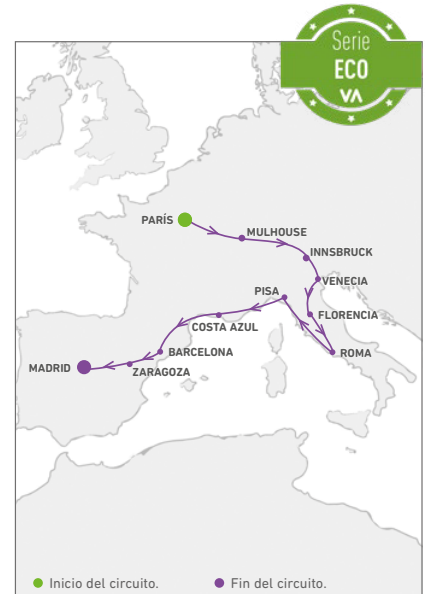 Serie
ECO
VA
PARÍS
MULHOUSE
INNSBRUCK
VENECIA
PISA
FLORENCIA
COSTA AZUL
ROMA
BARCELONA
MADRID
ZARAGOZA
Inicio del circuito.
Fin del circuito.